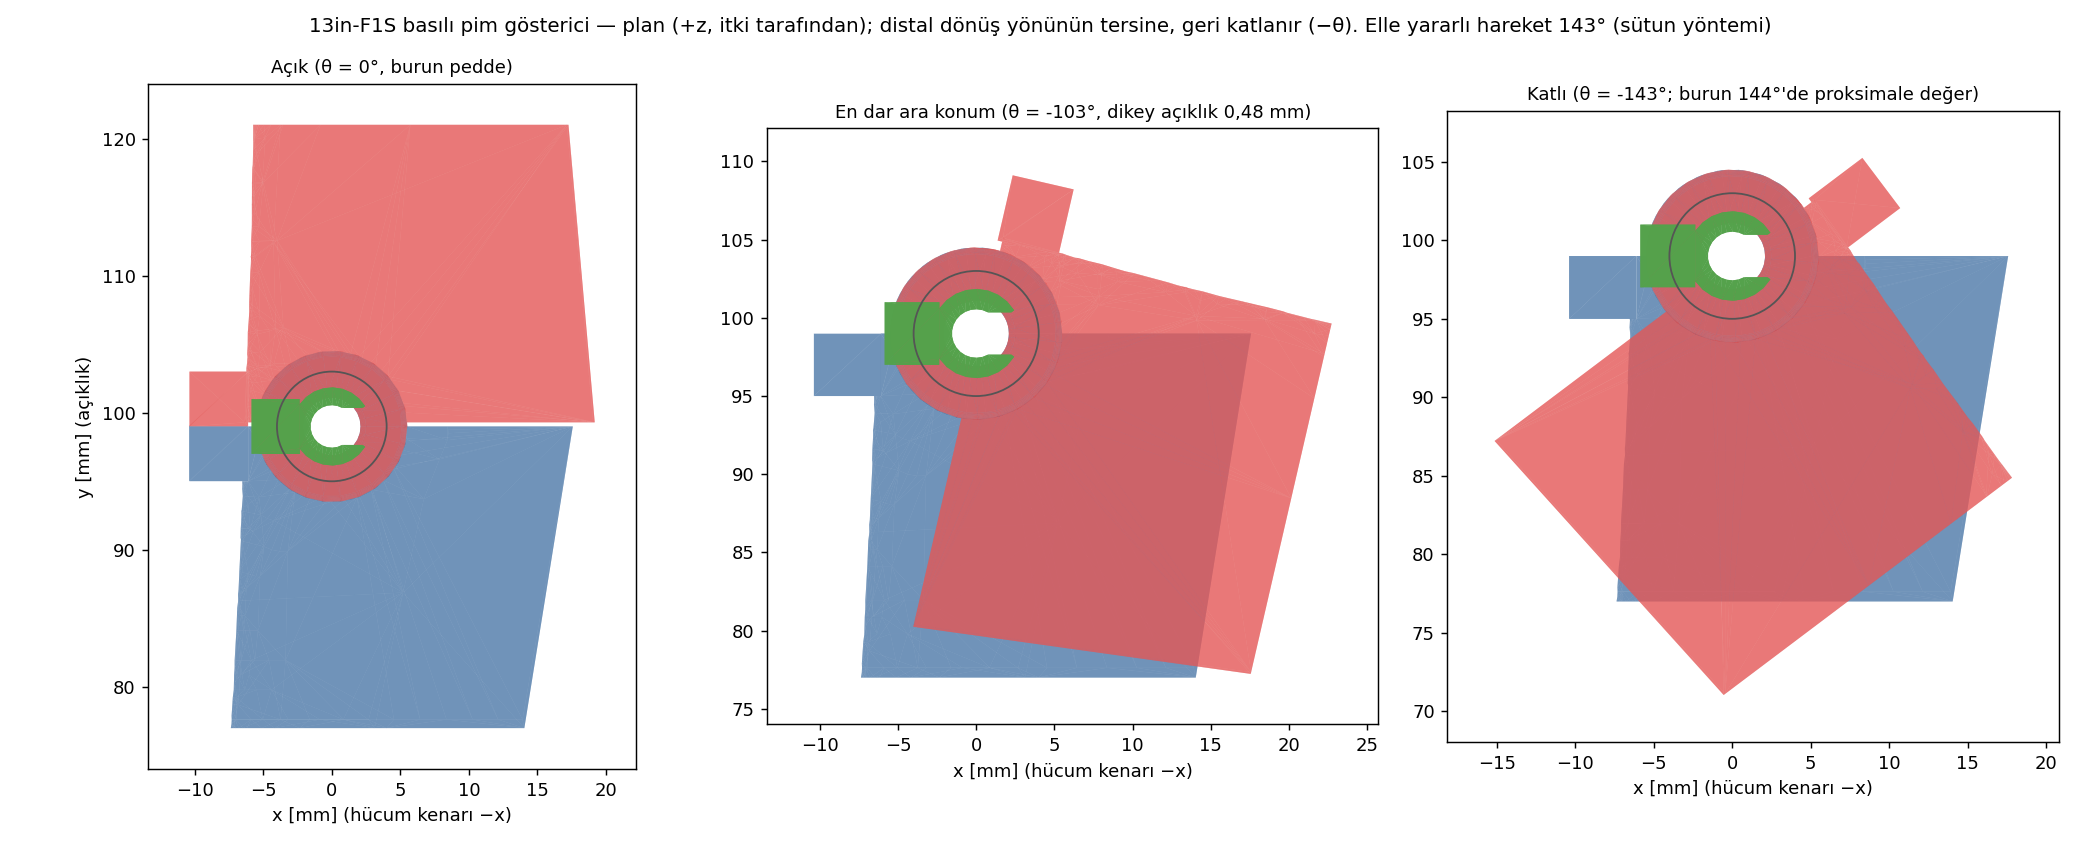 13in-F1S basılı pim gösterici — plan (+z, itki tarafından); distal dönüş yönünün tersine, geri katlanır (−θ). Elle yararlı hareket 143° (sütun yöntemi)
Açık (θ = 0°, burun pedde)
120
110
100
90
80
y [mm] (açıklık)
−10 −5 0 5 10 15 20
x [mm] (hücum kenarı −x)
En dar ara konum (θ = -103°, dikey açıklık 0,48 mm)
110
105
100
95
90
85
80
75
−10 −5 0 5 10 15 20 25
x [mm] (hücum kenarı −x)
Katlı (θ = -143°; burun 144°'de proksimale değer)
105
100
95
90
85
80
75
70
−15 −10 −5 0 5 10 15 20
x [mm] (hücum kenarı −x)